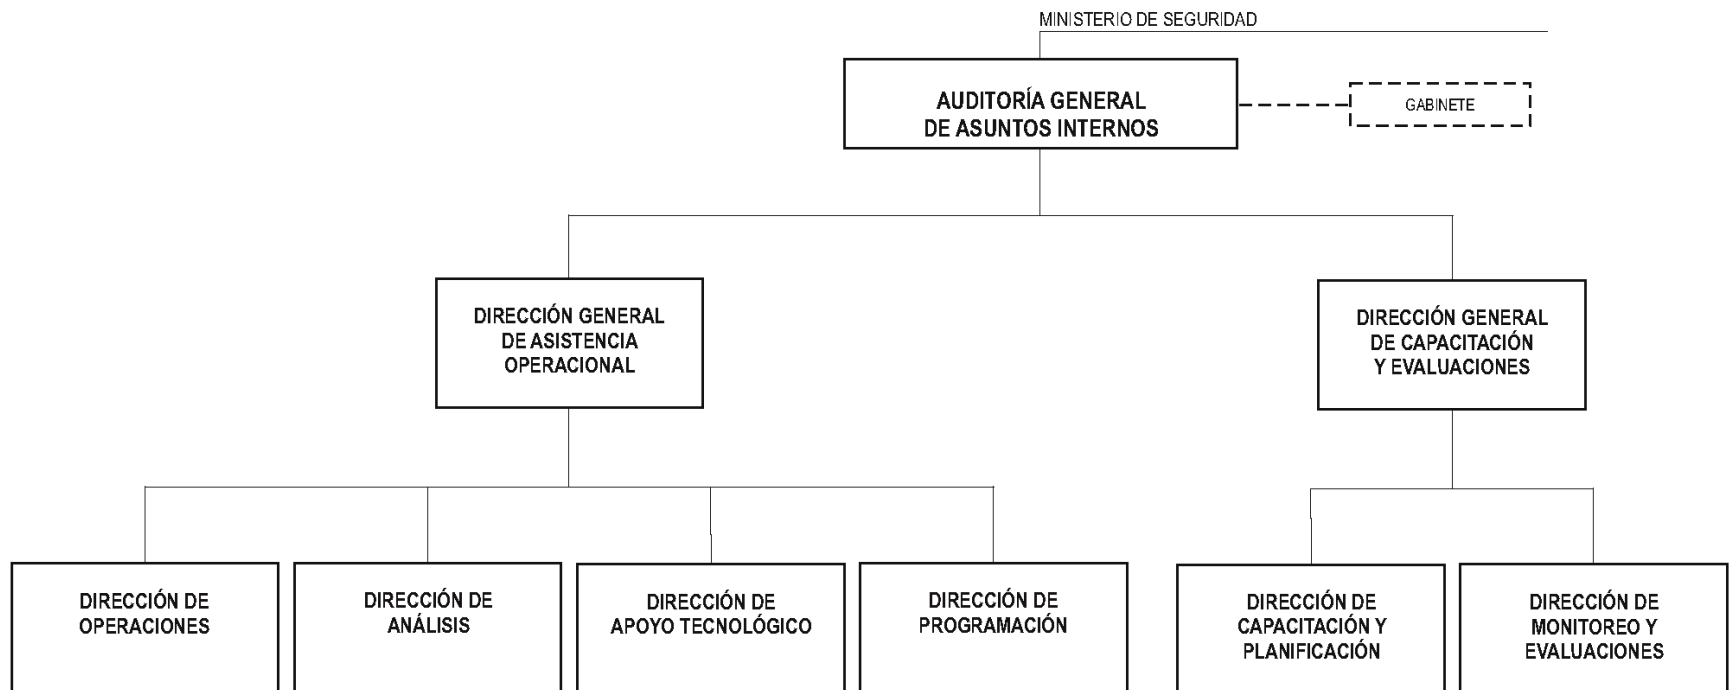 MINISTERIO DE SEGURIDAD
AUDITORÍA GENERAL
DE ASUNTOS INTERNOS
GABINETE
DIRECCIÓN GENERAL
DE ASISTENCIA
OPERACIONAL
DIRECCIÓN GENERAL
DE CAPACITACIÓN
Y EVALUACIONES
DIRECCIÓN DE
OPERACIONES
DIRECCIÓN DE
ANÁLISIS
DIRECCIÓN DE
APOYO TECNOLÓGICO
DIRECCIÓN DE
PROGRAMACIÓN
DIRECCIÓN DE
CAPACITACIÓN Y
PLANIFICACIÓN
DIRECCIÓN DE
MONITOREO Y
EVALUACIONES